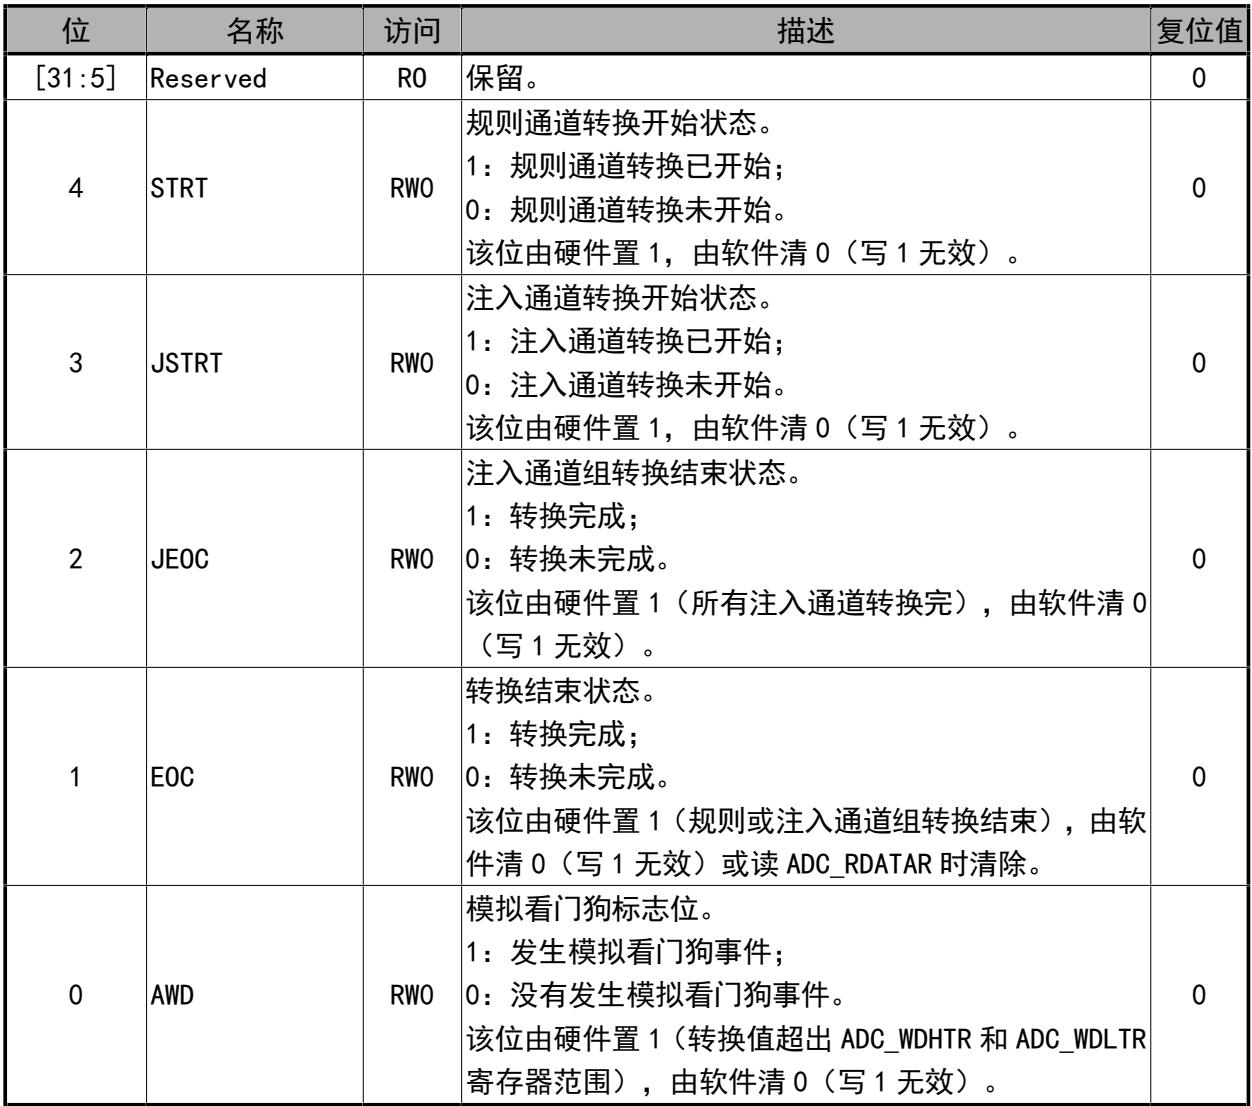 位 名称 访问 描述 复位值
[31:5] Reserved RO 保留。 0
规则通道转换开始状态。
1：规则通道转换已开始；
4 STRT RW0 0
0：规则通道转换未开始。
该位由硬件置 1，由软件清 0（写 1 无效）。
注入通道转换开始状态。
1：注入通道转换已开始；
3 JSTRT RW0 0
0：注入通道转换未开始。
该位由硬件置 1，由软件清 0（写 1 无效）。
注入通道组转换结束状态。
1：转换完成；
2 JEOC RW0 0：转换未完成。 0
该位由硬件置 1（所有注入通道转换完），由软件清 0
（写 1 无效）。
转换结束状态。
1：转换完成；
1 EOC RW0 0：转换未完成。 0
该位由硬件置 1（规则或注入通道组转换结束），由软
件清 0（写 1 无效）或读 ADC_RDATAR 时清除。
模拟看门狗标志位。
1：发生模拟看门狗事件；
0 AWD RW0 0：没有发生模拟看门狗事件。 0
该位由硬件置 1（转换值超出 ADC_WDHTR 和 ADC_WDLTR
寄存器范围），由软件清 0（写 1 无效）。